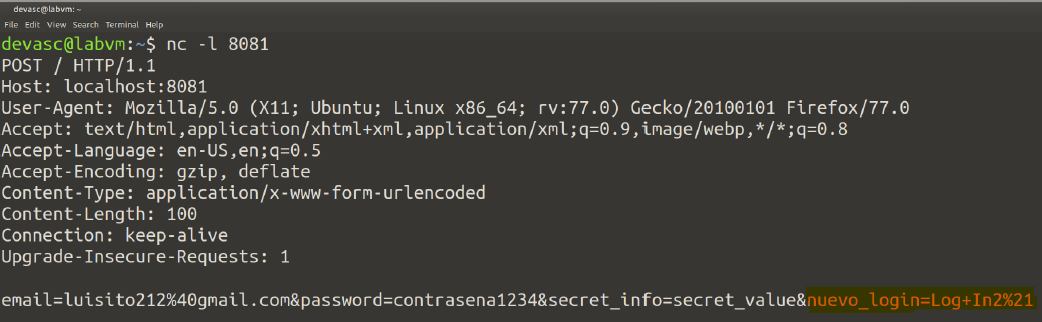 devasc@labvm: ~
File Edit View Search Terminal Help
devasc@labvm:~$ nc -l 8081
POST / HTTP/1.1
Host: localhost:8081
User-Agent: Mozilla/5.0 (X11; Ubuntu; Linux x86_64; rv:77.0) Gecko/20100101 Firefox/77.0
Accept: text/html,application/xhtml+xml,application/xml;q=0.9,image/webp,*/*;q=0.8
Accept-Language: en-US,en;q=0.5
Accept-Encoding: gzip, deflate
Content-Type: application/x-www-form-urlencoded
Content-Length: 100
Connection: keep-alive
Upgrade-Insecure-Requests: 1
email=luisito212%40gmail.com&password=contrasena1234&secret_info=secret_value&nuevo_login=Log+In2%21